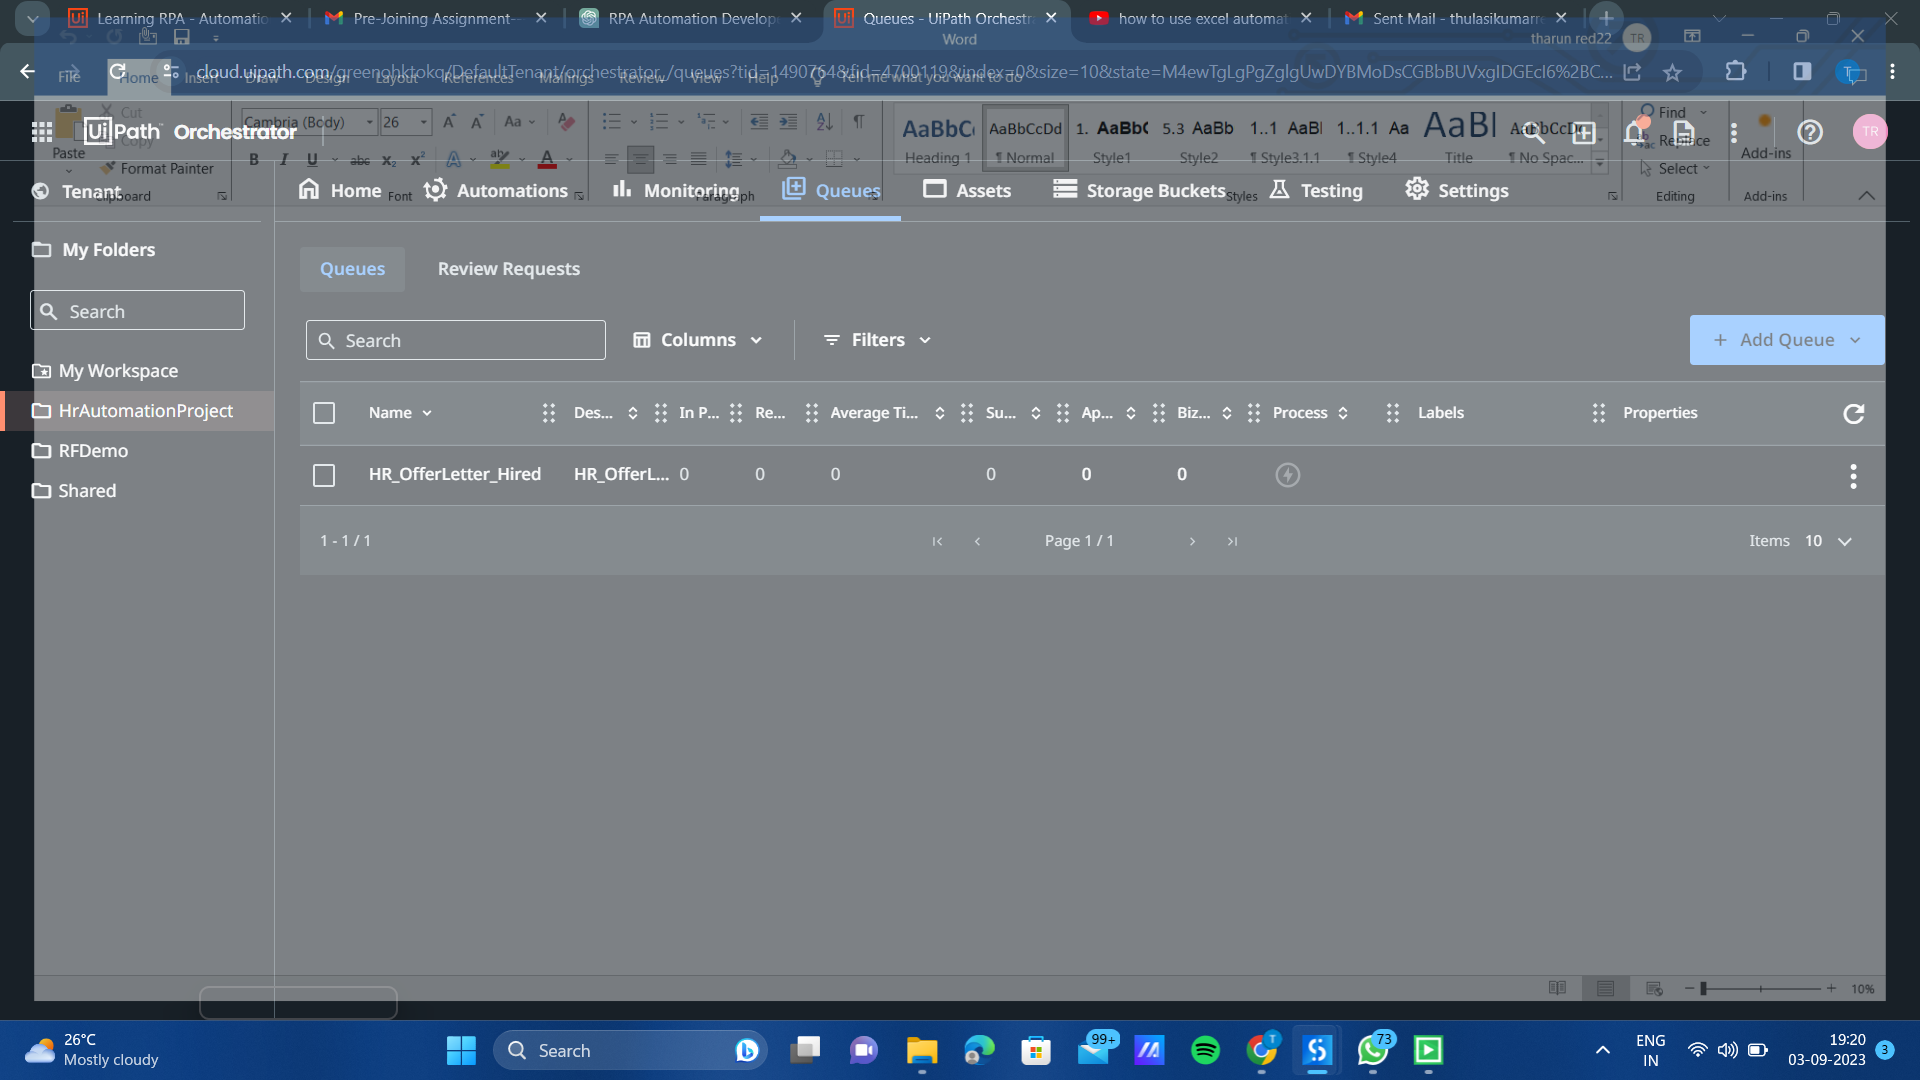 Learning RPA - Automatio
Pre-Joining Assignment-
RPA Automation Develop
Queues - UiPath Orchestra
how to use excel automat
Sent Mail - thulasikumarre
Word
tharun red22
TR
cloud.uipath.com/greenobktokq/DefaultTenant/orchestrator_/queues?tid=1490764&fid=4700119&index=0&size=10&state=M4ewTgLgPgZglgUwDYBMoDsCGBbBBUVxgIDGEcI6%2BC...
File
Home
Insert
Draw
Design
Layout
References
Mailings
Review
View
Help
Tell me what you want to do
Cut
Copy
Paste
Format Painter
Clipboard
Cambria (Body)
26
Aa
B I U abc X₂ X²
Font
Paragraph
AaBbC
Heading 1
AaBbCcDd
¶ Normal
1. AaBbC
Style1
5.3 AaBb
Style2
1..1 AaBl
¶ Style3.1.1
1..1.1 Aa
¶ Style4
AaBl
Title
AaBbCcDd
¶ No Spac...
Styles
Find
Replace
Select
Editing
Add-ins
Add-ins
UiPath Orchestrator
TR
Tenant
Home
Automations
Monitoring
Queues
Assets
Storage Buckets
Testing
Settings
My Folders
Search
My Workspace
HrAutomationProject
RFDemo
Shared
Queues
Review Requests
Search
Columns
Filters
+ Add Queue
Name
Des...
In P...
Re...
Average Ti...
Su...
Ap...
Biz...
Process
Labels
Properties
HR_OfferLetter_Hired
HR_OfferL...
0
0
0
0
0
0
1 - 1 / 1
Page 1 / 1
Items 10
10%
26°C
Mostly cloudy
Search
99+
T
73
ENG
IN
19:20
03-09-2023
3